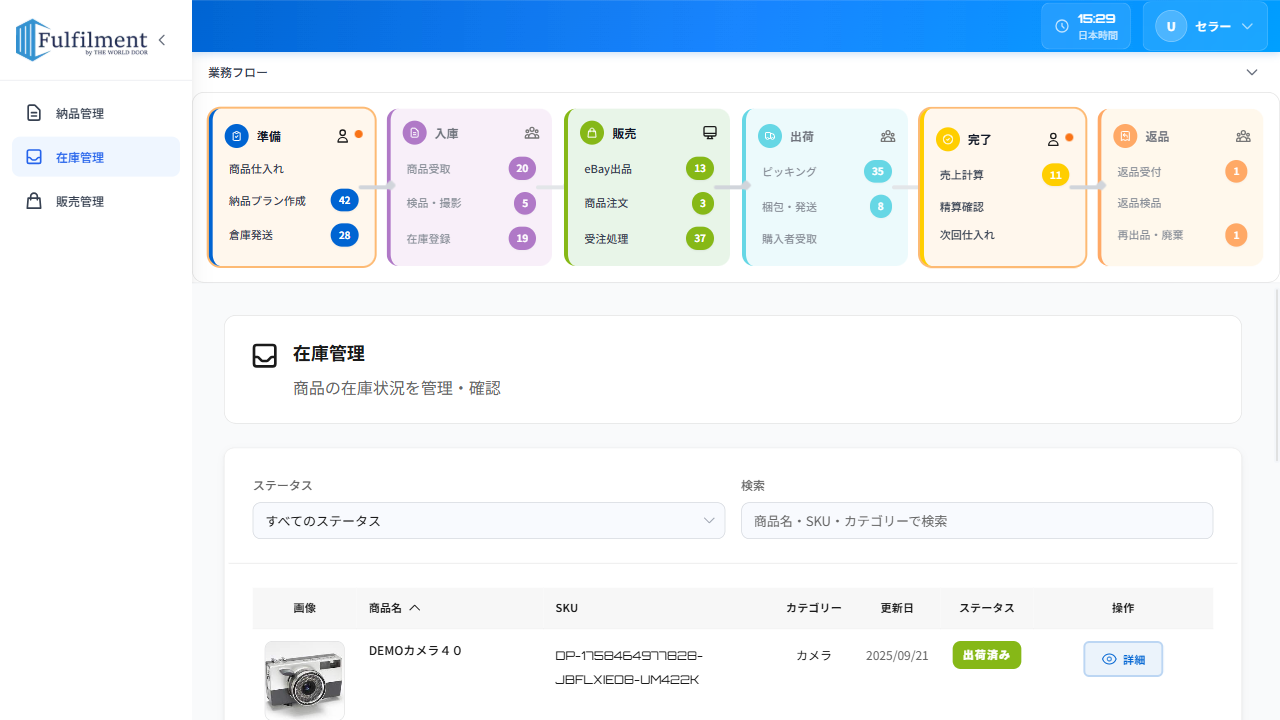 Fulfilment
by THE WORLD DOOR
15:29
日本時間
U
セラー
納品管理
在庫管理
販売管理
業務フロー
準備
商品仕入れ
納品プラン作成
42
倉庫発送
28
入庫
商品受取
20
検品・撮影
5
在庫登録
19
販売
eBay出品
13
商品注文
3
受注処理
37
出荷
ピッキング
35
梱包・発送
8
購入者受取
完了
売上計算
11
精算確認
次回仕入れ
返品
返品受付
1
返品検品
再出品・廃棄
1
在庫管理
商品の在庫状況を管理・確認
ステータス
すべてのステータス
検索
商品名・SKU・カテゴリーで検索
画像
商品名
SKU
カテゴリー
更新日
ステータス
操作
DEMOカメラ４０
DP-1758464977828-
JBFLXIEO8-UM422K
カメラ
2025/09/21
出荷済み
詳細